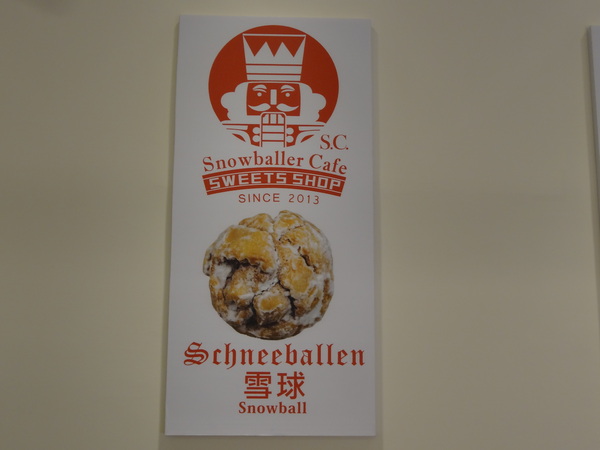 S.C.
Snowballer Cafe
SWEETS SHOP
SINCE 2013
Schneeballen
雪球
Snowball